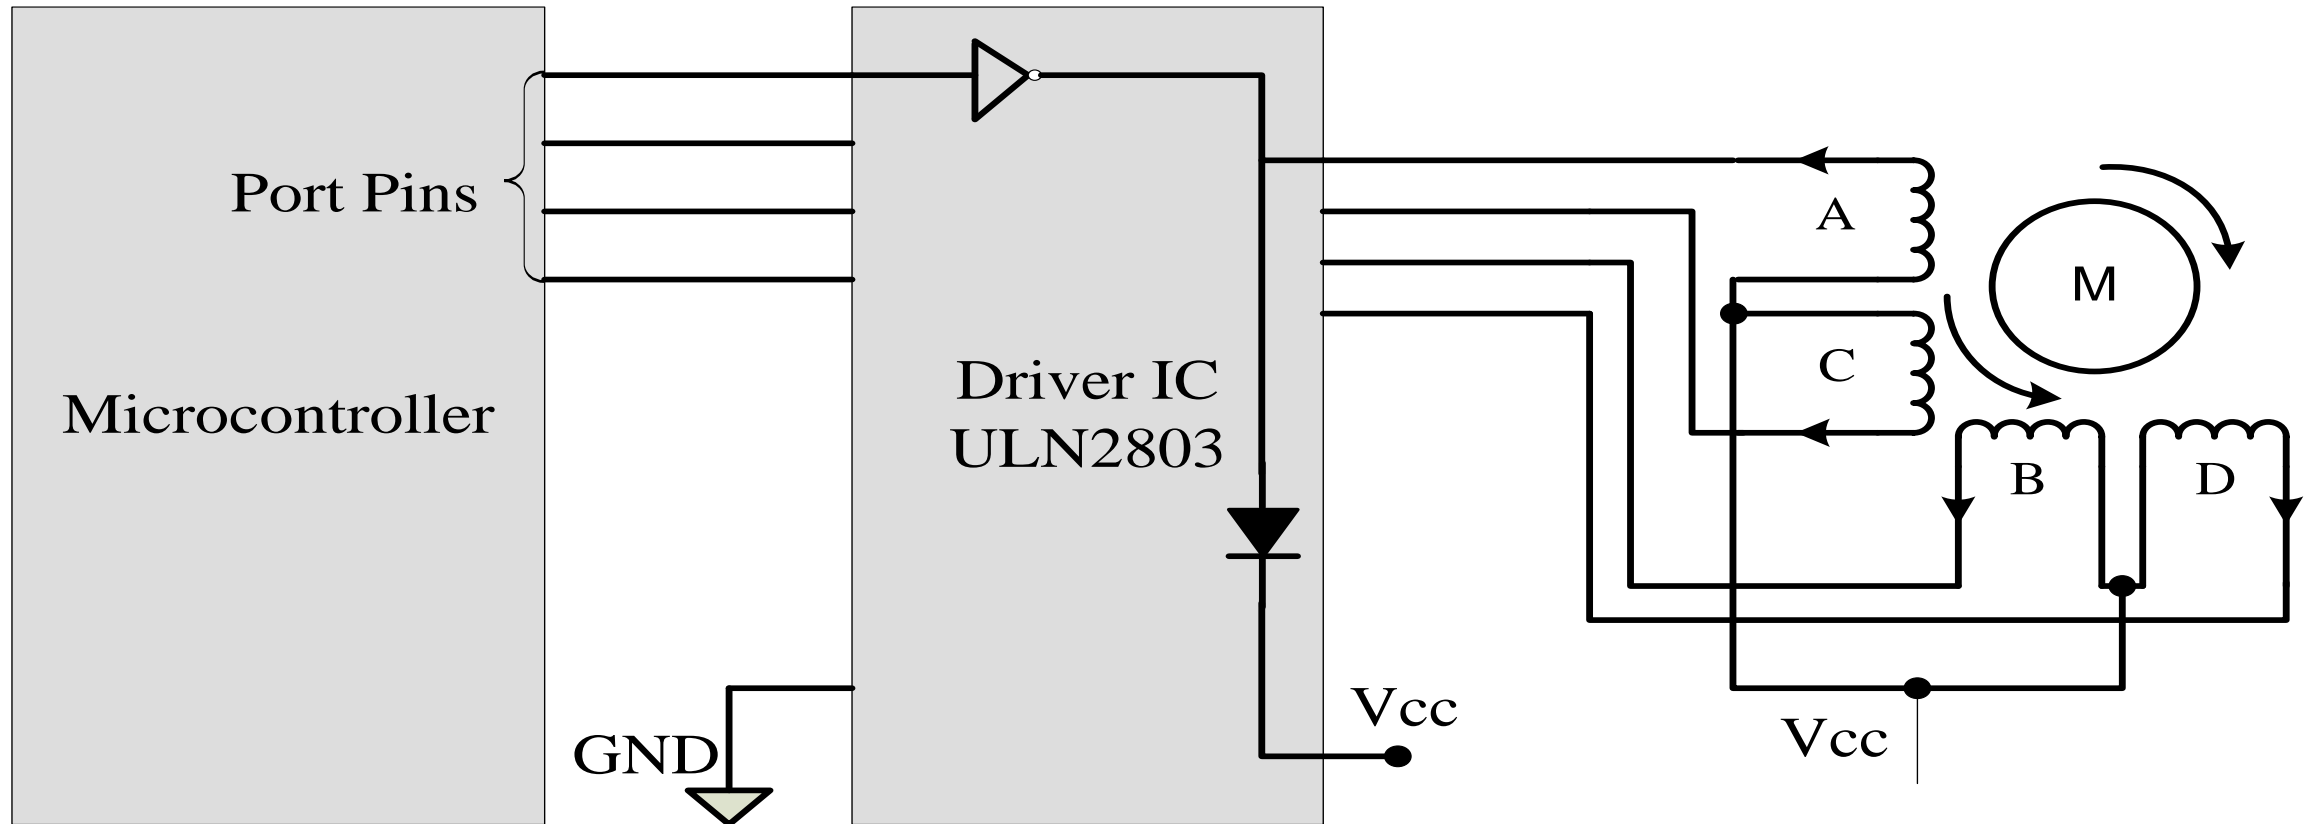 Port Pins
Microcontroller
GND
Driver IC
ULN2803
Vcc
A
C
M
B
D
Vcc